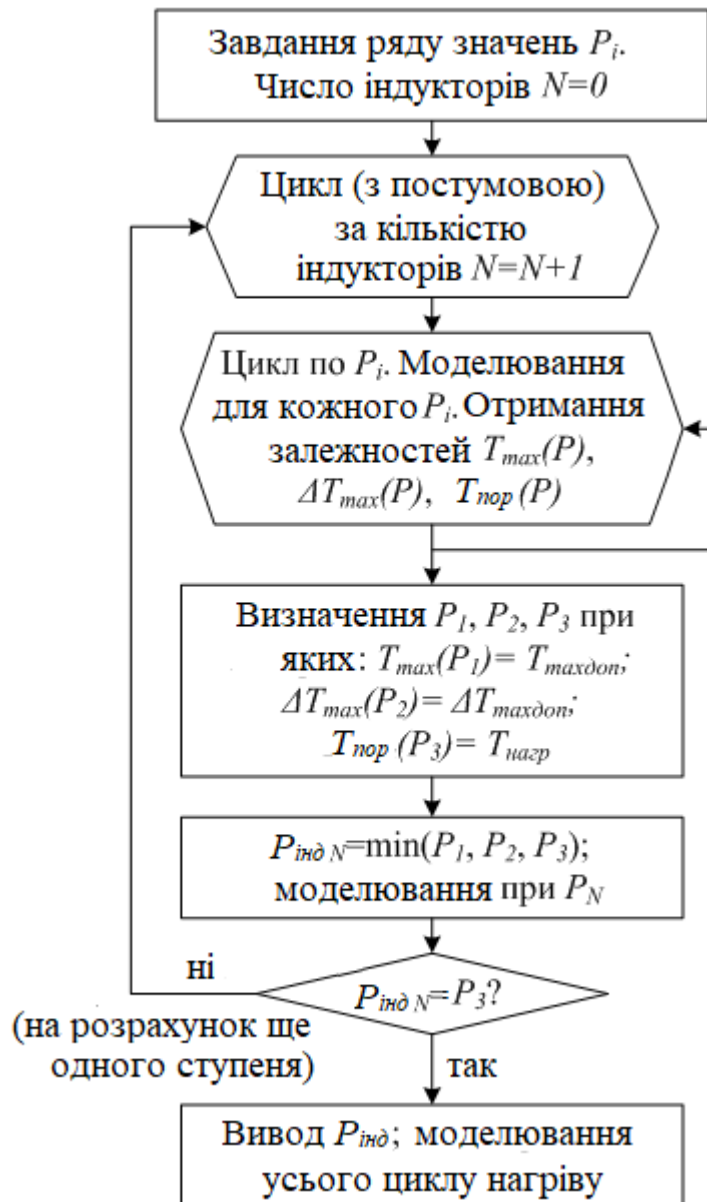 Завдання ряду значень Pᵢ.
Число індукторів N=0
Цикл (з постумовою)
за кількістю
індукторів N=N+1
Цикл по Pᵢ. Моделювання
для кожного Pᵢ. Отримання
залежностей Tmax(P),
ΔTmax(P), Tпор (P)
Визначення P₁, P₂, P₃ при
яких: Tmax(P₁)= Tmaxдоп;
ΔTmax(P₂)= ΔTmaxдоп;
Tпор (P₃)= Tнагр
Pінд N=min(P₁, P₂, P₃);
моделювання при PN
ні
Pінд N=P₃?
(на розрахунок ще
одного ступеня)
так
Вивод Pінд; моделювання
усього циклу нагріву